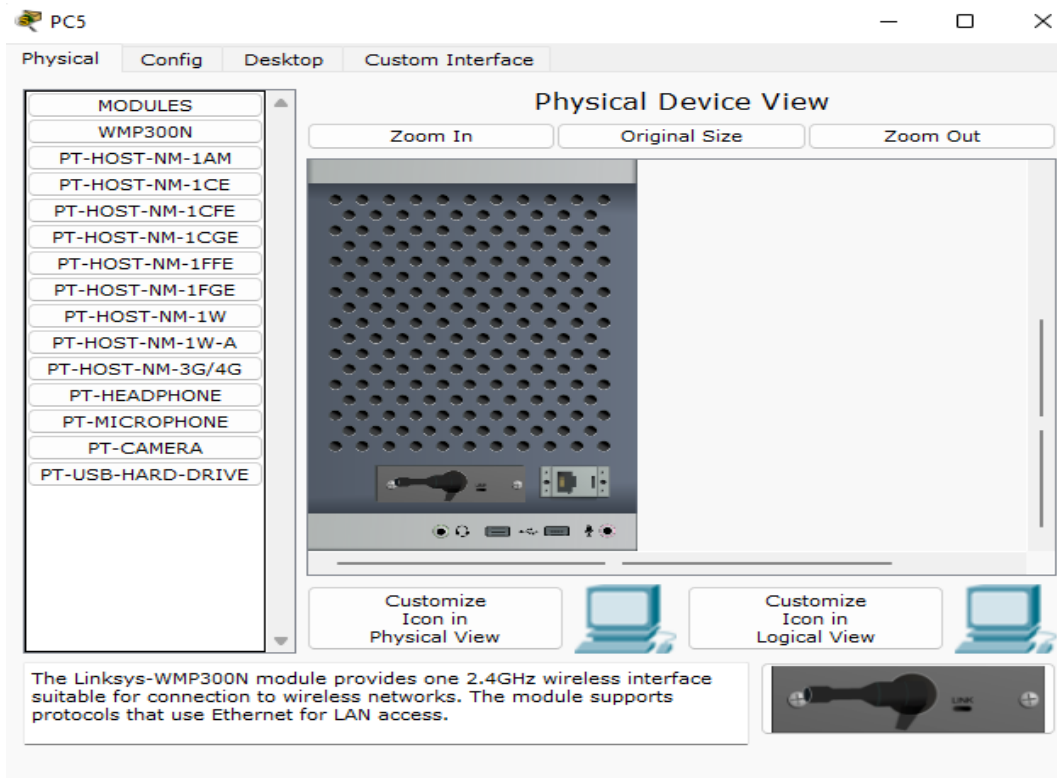 PC5
Physical Config Desktop Custom Interface
MODULES
WMP300N
PT-HOST-NM-1AM
PT-HOST-NM-1CE
PT-HOST-NM-1CFE
PT-HOST-NM-1CGE
PT-HOST-NM-1FFE
PT-HOST-NM-1FGE
PT-HOST-NM-1W
PT-HOST-NM-1W-A
PT-HOST-NM-3G/4G
PT-HEADPHONE
PT-MICROPHONE
PT-CAMERA
PT-USB-HARD-DRIVE
Physical Device View
Zoom In Original Size Zoom Out
Customize
Icon in
Physical View
Customize
Icon in
Logical View
The Linksys-WMP300N module provides one 2.4GHz wireless interface
suitable for connection to wireless networks. The module supports
protocols that use Ethernet for LAN access.
LINK